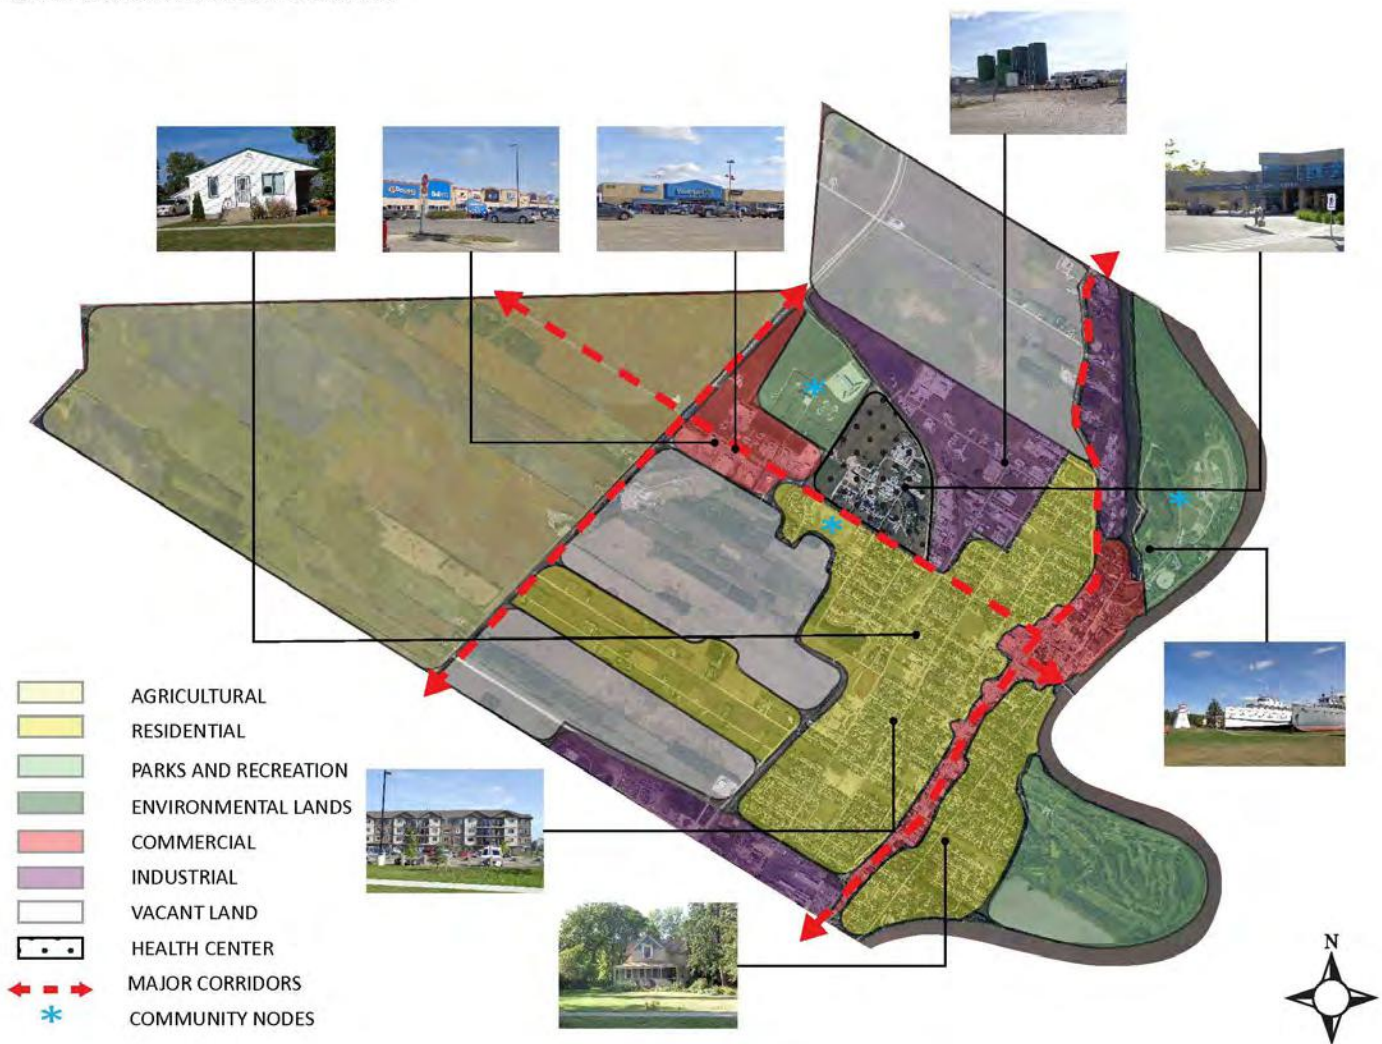 AGRICULTURAL
RESIDENTIAL
PARKS AND RECREATION
ENVIRONMENTAL LANDS
COMMERCIAL
INDUSTRIAL
VACANT LAND
HEALTH CENTER
MAJOR CORRIDORS
COMMUNITY NODES
N